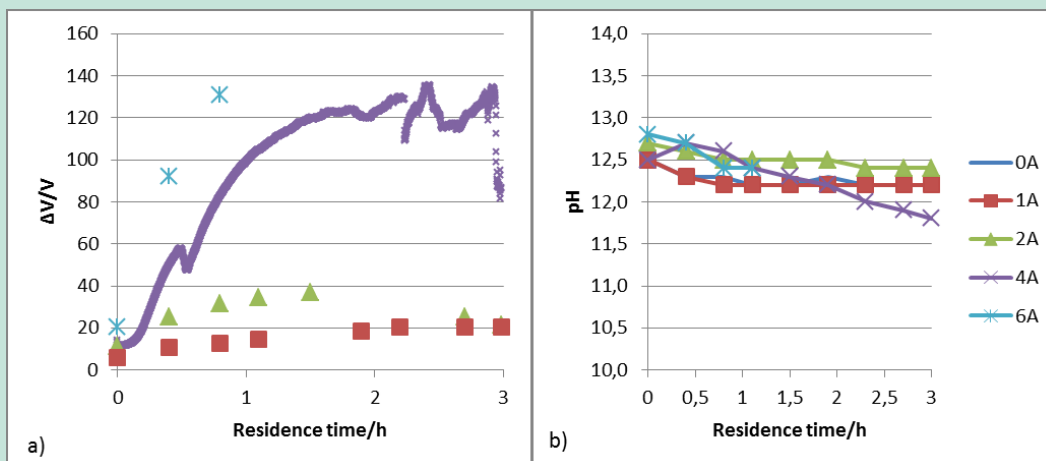 160
140
120
100
80
60
40
20
0
ΔV/V
0
1
2
3
Residence time/h
a)
14,0
13,5
13,0
12,5
12,0
11,5
11,0
10,5
10,0
pH
0
0,5
1
1,5
2
2,5
3
Residence time/h
b)
0A
1A
2A
4A
6A